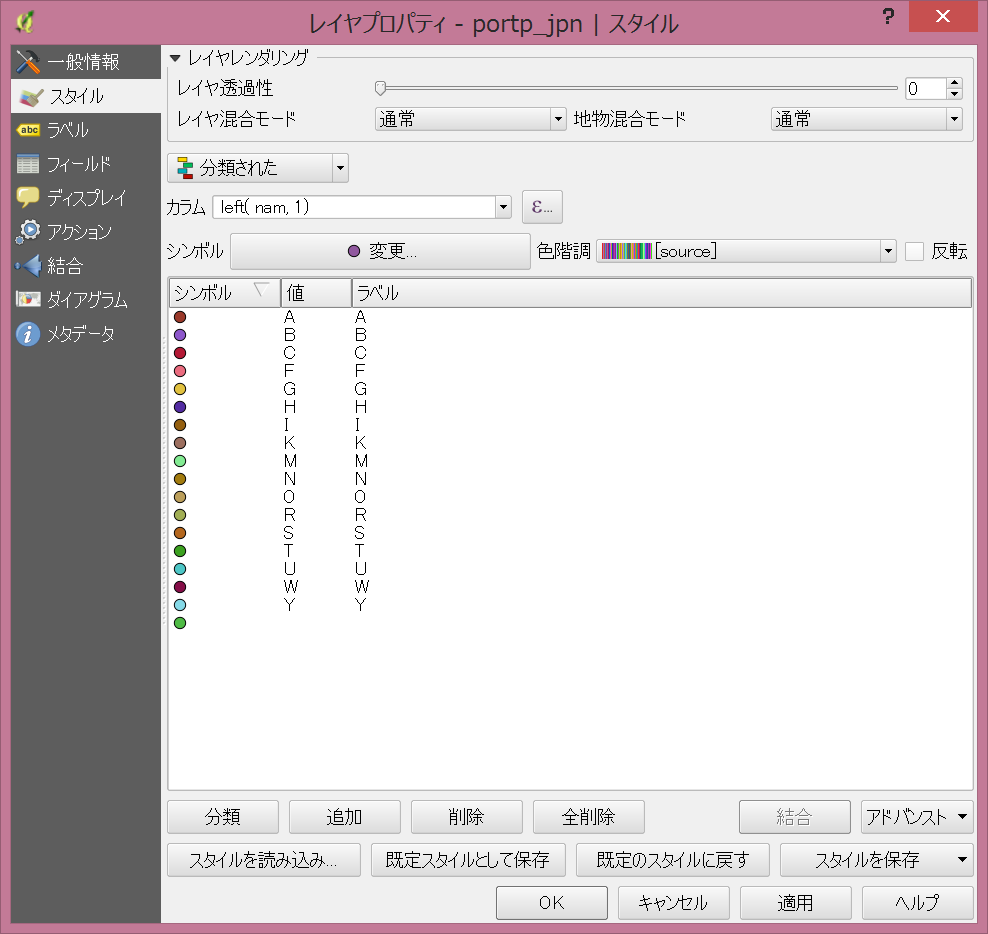 レイヤプロパティ - portp_jpn | スタイル
?
一般情報
スタイル
abc ラベル
フィールド
ディスプレイ
アクション
結合
ダイアグラム
i メタデータ
レイヤレンダリング
レイヤ透過性 0
レイヤ混合モード 通常 地物混合モード 通常
分類された
カラム left( nam, 1) ε...
シンボル 変更... 色階調 [source] 反転
シンボル 値 ラベル
A A
B B
C C
F F
G G
H H
I I
K K
M M
N N
O O
R R
S S
T T
U U
W W
Y Y
分類 追加 削除 全削除 結合 アドバンスト
スタイルを読み込み... 既定スタイルとして保存 既定のスタイルに戻す スタイルを保存
OK キャンセル 適用 ヘルプ